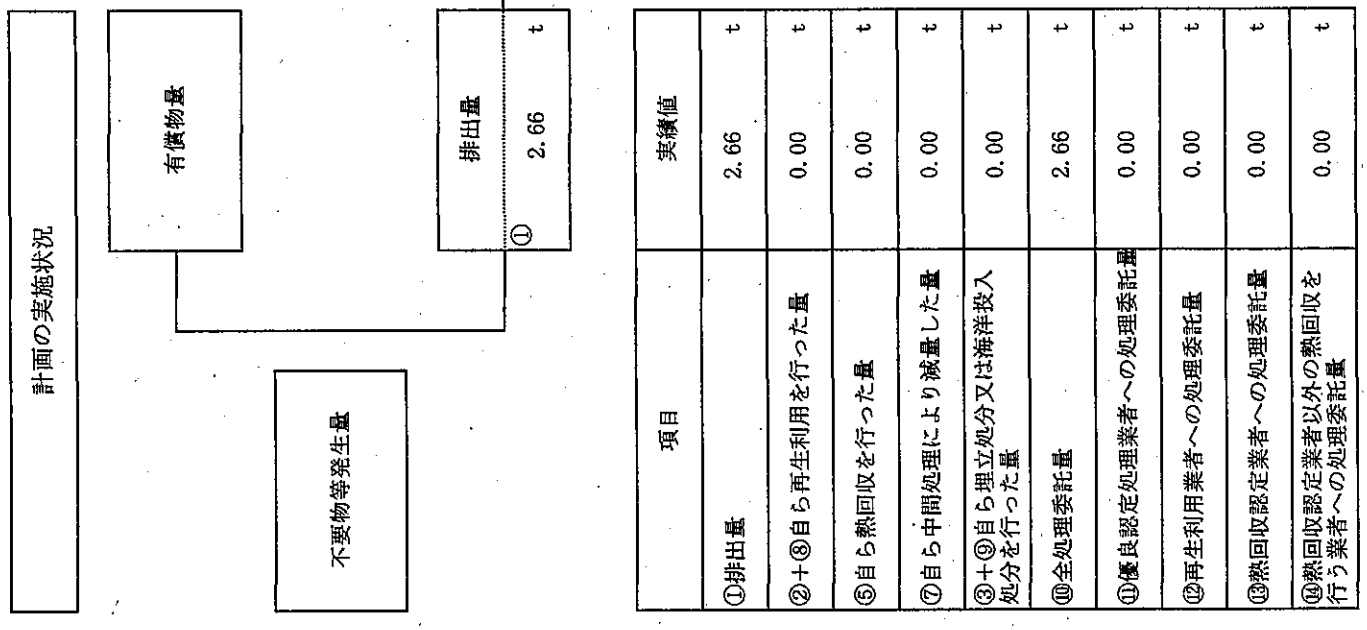 計画の実施状況
不要物等発生量
有償物量
排出量
① 2.66 t
項目 実績値
①排出量 2.66 t
②+⑧自ら再生利用を行った量 0.00 t
⑤自ら熱回収を行った量 0.00 t
⑦自ら中間処理により減量した量 0.00 t
③+⑨自ら埋立処分又は海洋投入
処分を行った量 0.00 t
⑩全処理委託量 2.66 t
⑪優良認定処理業者への処理委託量 0.00 t
⑫再生利用業者への処理委託量 0.00 t
⑬熱回収認定業者への処理委託量 0.00 t
⑭熱回収認定業者以外の熱回収を
行う業者への処理委託量 0.00 t